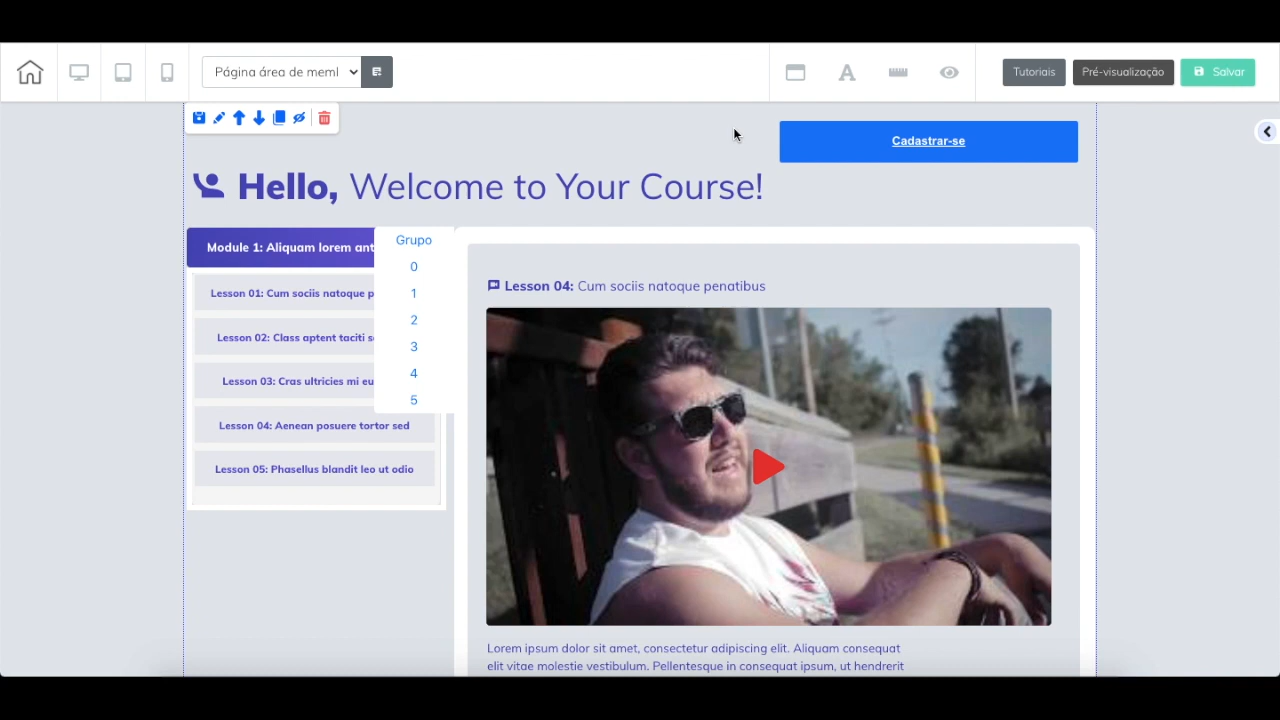 Página área de meml
Tutoriais
Pré-visualização
Salvar
Cadastrar-se
Hello, Welcome to Your Course!
Module 1: Aliquam lorem ant
Grupo
0
1
2
3
4
5
Lesson 01: Cum sociis natoque p
Lesson 02: Class aptent taciti s
Lesson 03: Cras ultricies mi eu
Lesson 04: Aenean posuere tortor sed
Lesson 05: Phasellus blandit leo ut odio
Lesson 04: Cum sociis natoque penatibus
Lorem ipsum dolor sit amet, consectetur adipiscing elit. Aliquam consequat
elit vitae molestie vestibulum. Pellentesque in consequat ipsum, ut hendrerit